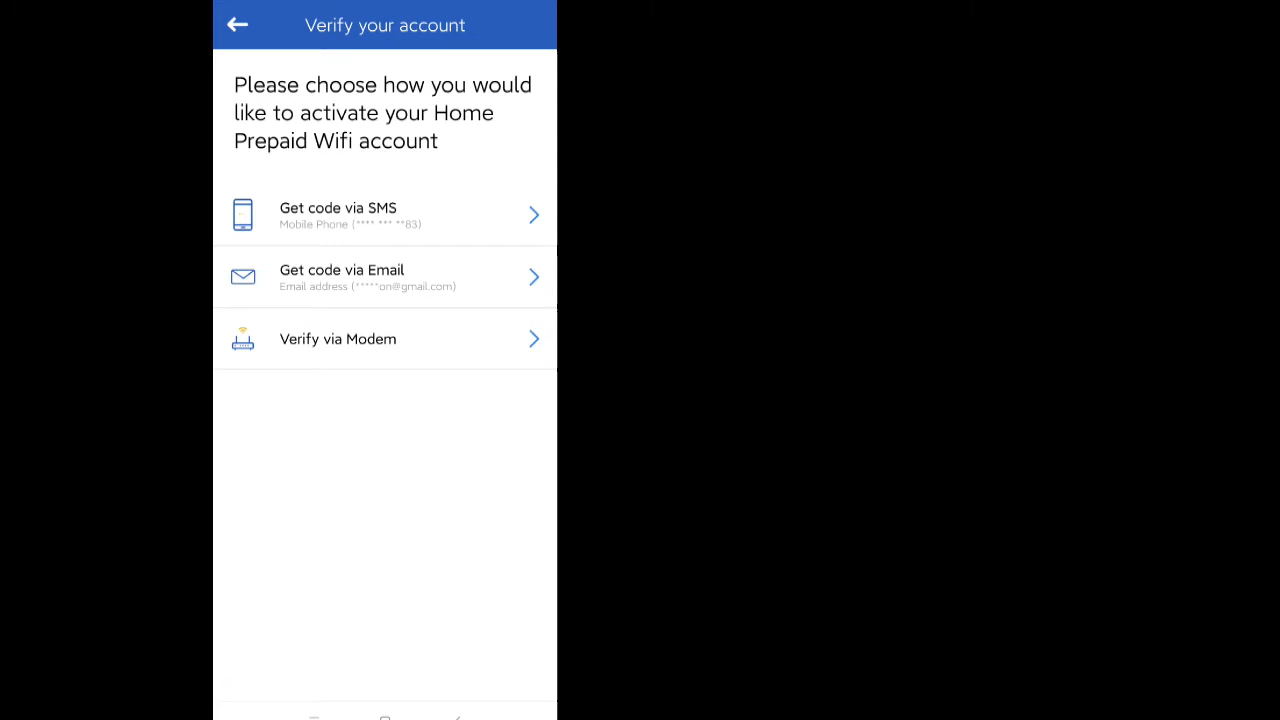 Verify your account
Please choose how you would
like to activate your Home
Prepaid Wifi account
Get code via SMS
Mobile Phone (**** *** **83)
Get code via Email
Email address (*****on@gmail.com)
Verify via Modem